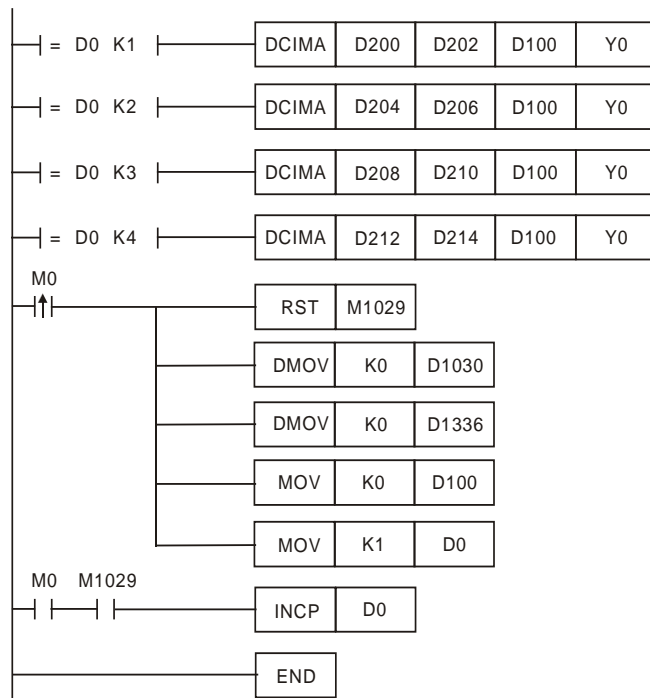 = D0 K1 DCIMA D200 D202 D100 Y0
= D0 K2 DCIMA D204 D206 D100 Y0
= D0 K3 DCIMA D208 D210 D100 Y0
= D0 K4 DCIMA D212 D214 D100 Y0
M0
RST M1029
DMOV K0 D1030
DMOV K0 D1336
MOV K0 D100
MOV K1 D0
M0 M1029
INCP D0
END